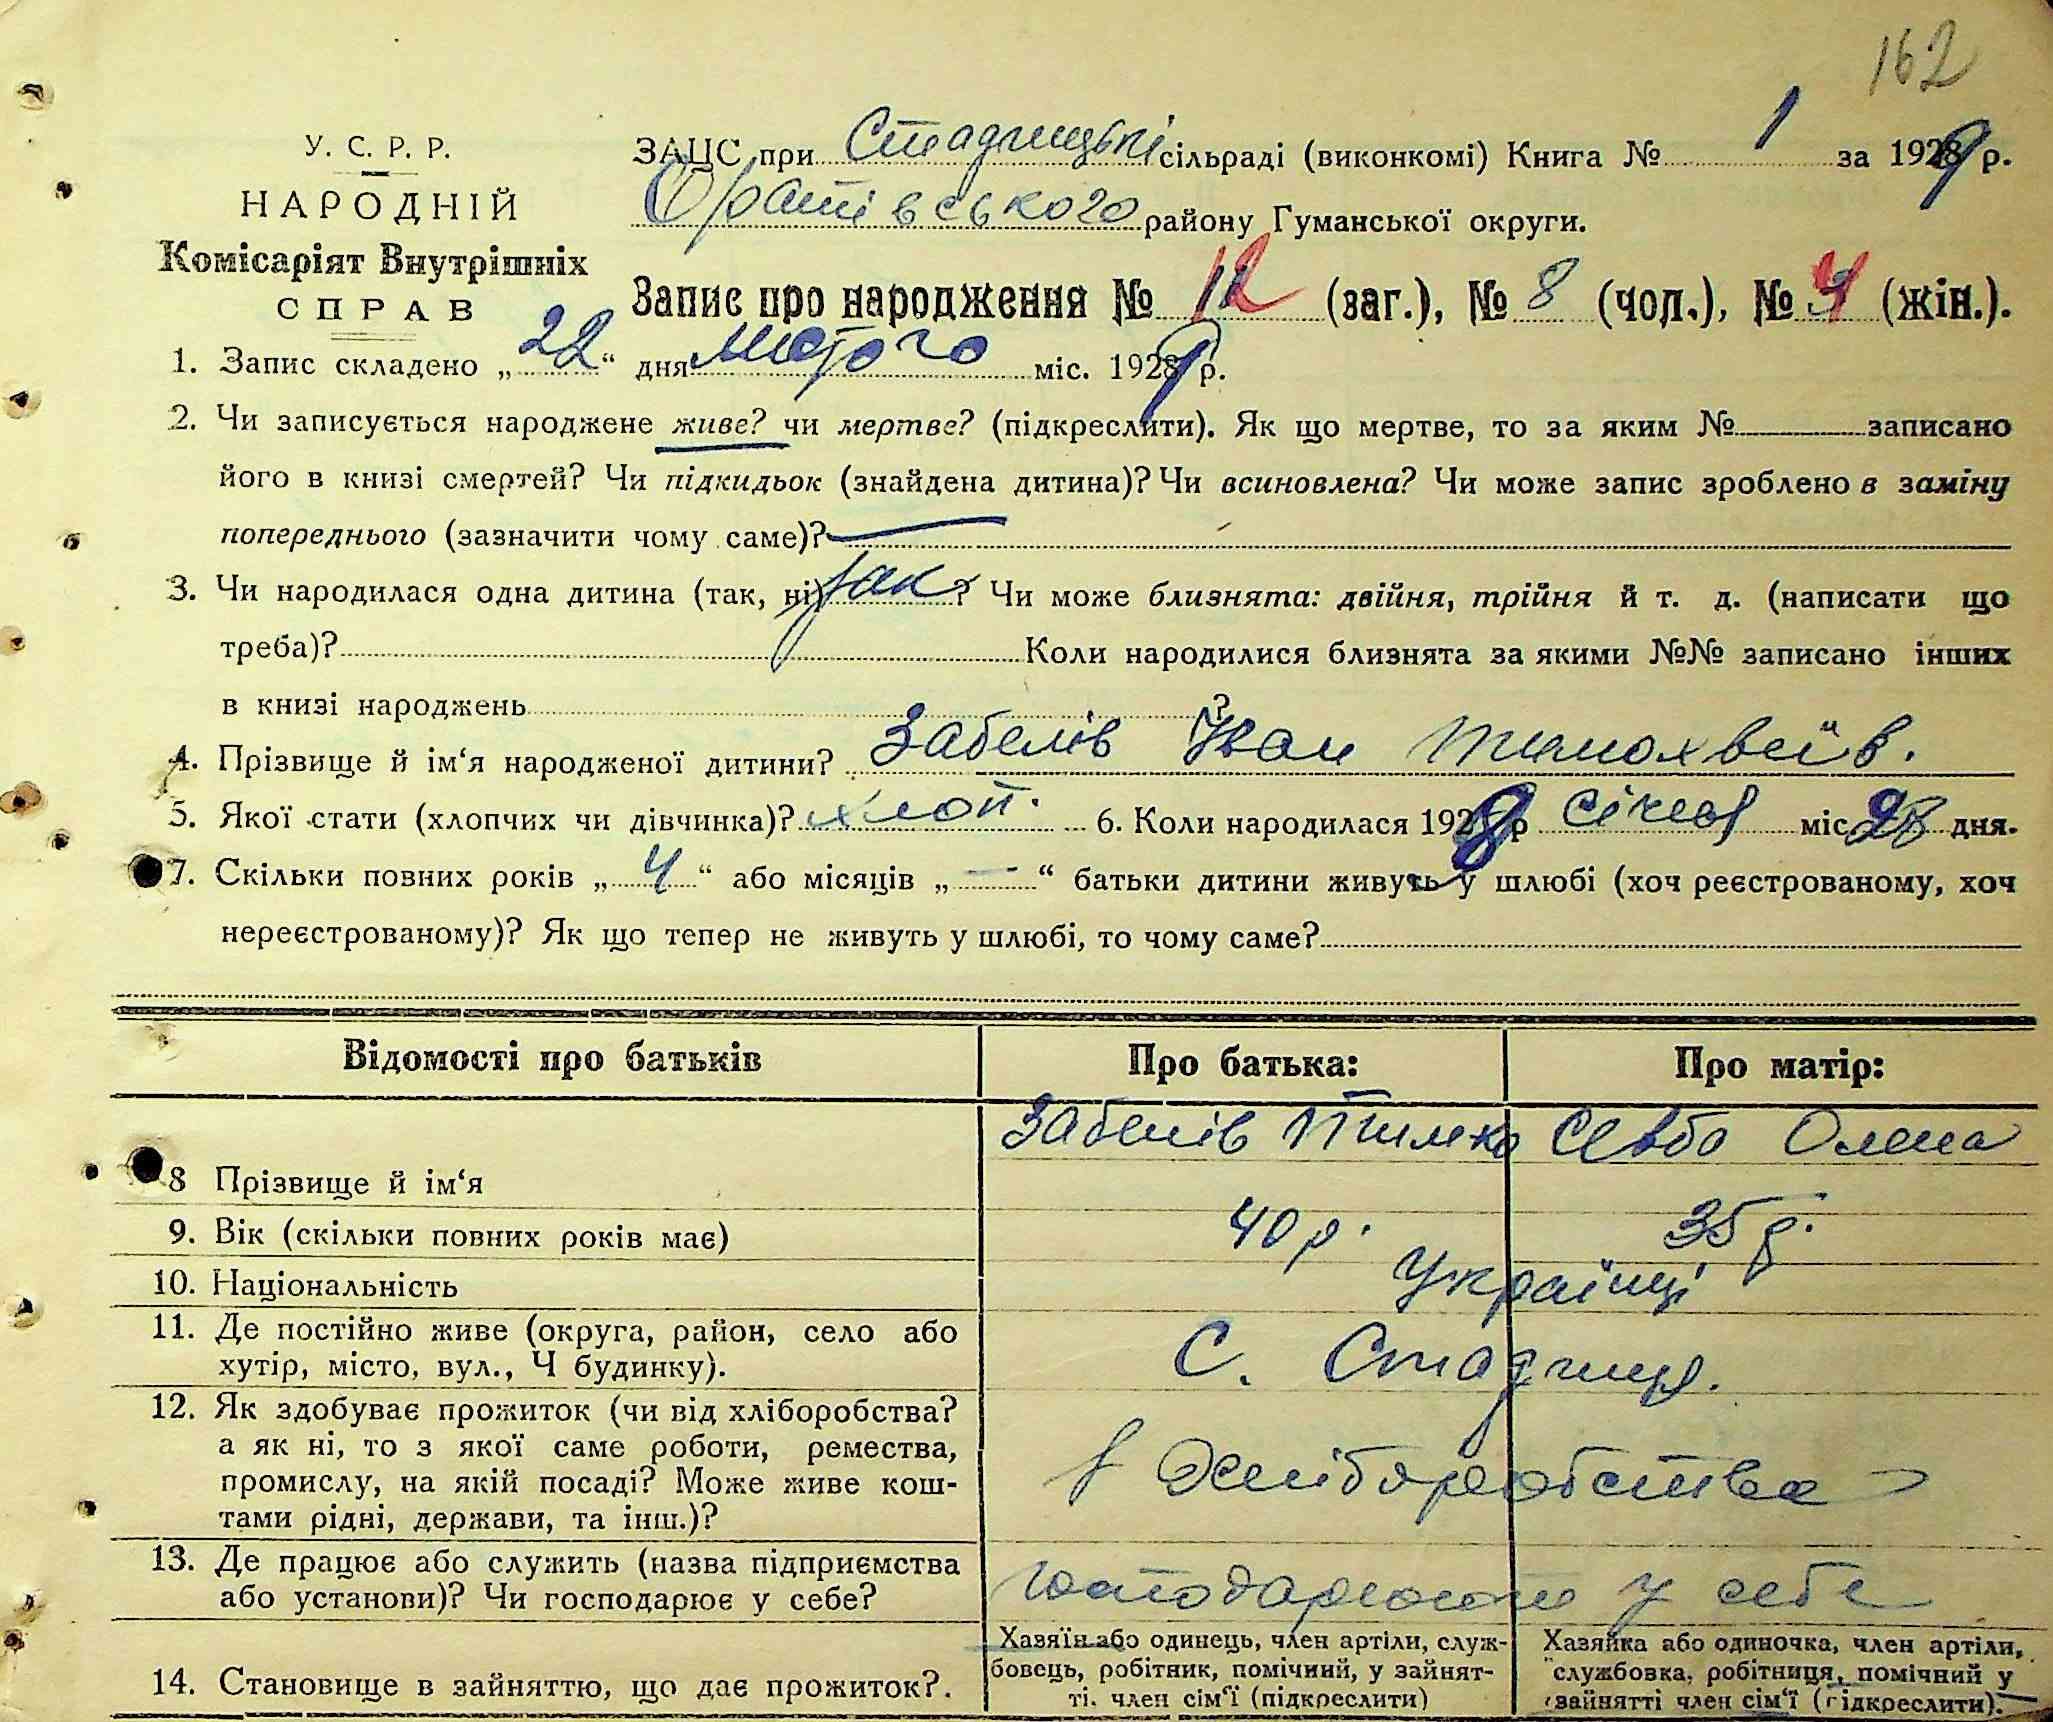 162
У. С. Р. Р.
НАРОДНІЙ
Комісаріят Внутрішніх
СПРАВ
ЗАЦС при Стадницькі сільраді (виконкомі) Книга № 1 за 1929 р.
Оратівського району Гуманської округи.
Запис про народження № 12 (заг.), № 8 (чол.), № 4 (жін.).
1. Запис складено „22“ дня лютого міс. 1929 р.
2. Чи записується народжене живе? чи мертве? (підкреслити). Як що мертве, то за яким № записано
його в книзі смертей? Чи підкидьок (знайдена дитина)? Чи всиновлена? Чи може запис зроблено в заміну
попереднього (зазначити чому саме)? —
3. Чи народилася одна дитина (так, ні) так ? Чи може близнята: двійня, трійня й т. д. (написати що
треба)? Коли народилися близнята за якими №№ записано інших
в книзі народжень ?
4. Прізвище й ім‘я народженої дитини? Забелів Іван Тимохвеїв.
5. Якої стати (хлопчих чи дівчинка)? хлоп. 6. Коли народилася 192 р січня міс дня.
7. Скільки повних років „4“ або місяців „—“ батьки дитини живуть у шлюбі (хоч реєстрованому, хоч
нереєстрованому)? Як що тепер не живуть у шлюбі, то чому саме?
Відомості про батьків Про батька: Про матір:
8 Прізвище й ім‘я Забелів Тимко Олена
9. Вік (скільки повних років має) 40 р. 35 р.
10. Національність Українці
11. Де постійно живе (округа, район, село або
хутір, місто, вул., Ч будинку). С. Стадниця.
12. Як здобуває прожиток (чи від хліборобства?
а як ні, то з якої саме роботи, ремества,
промислу, на якій посаді? Може живе кош-
тами рідні, держави, та інш.)? Хліборобства
13. Де працює або служить (назва підприємства
або установи)? Чи господарює у себе? господарюють у себе
14. Становище в зайняттю, що дає прожиток?.
Хазяїн або одинець, член артіли, служ-
бовець, робітник, помічний, у зайнят-
ті. член сім‘ї (підкреслити)
Хазяйка або одиночка, член артіли,
службовка, робітниця, помічний у
зайнятті член сім‘ї (підкреслити).